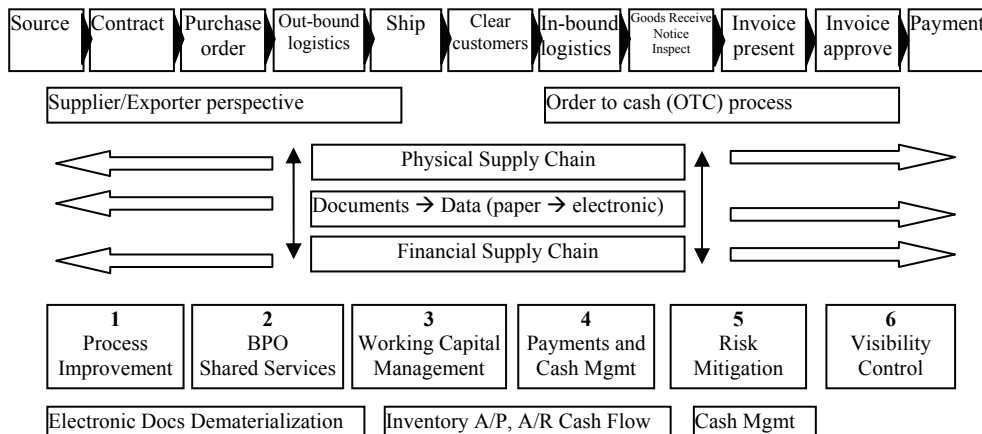 Source
Contract
Purchase
order
Out-bound
logistics
Ship
Clear
customers
In-bound
logistics
Goods Receive
Notice
Inspect
Invoice
present
Invoice
approve
Payment
Supplier/Exporter perspective
Order to cash (OTC) process
Physical Supply Chain
Documents → Data (paper → electronic)
Financial Supply Chain
1
Process
Improvement
2
BPO
Shared Services
3
Working Capital
Management
4
Payments and
Cash Mgmt
5
Risk
Mitigation
6
Visibility
Control
Electronic Docs Dematerialization
Inventory A/P, A/R Cash Flow
Cash Mgmt